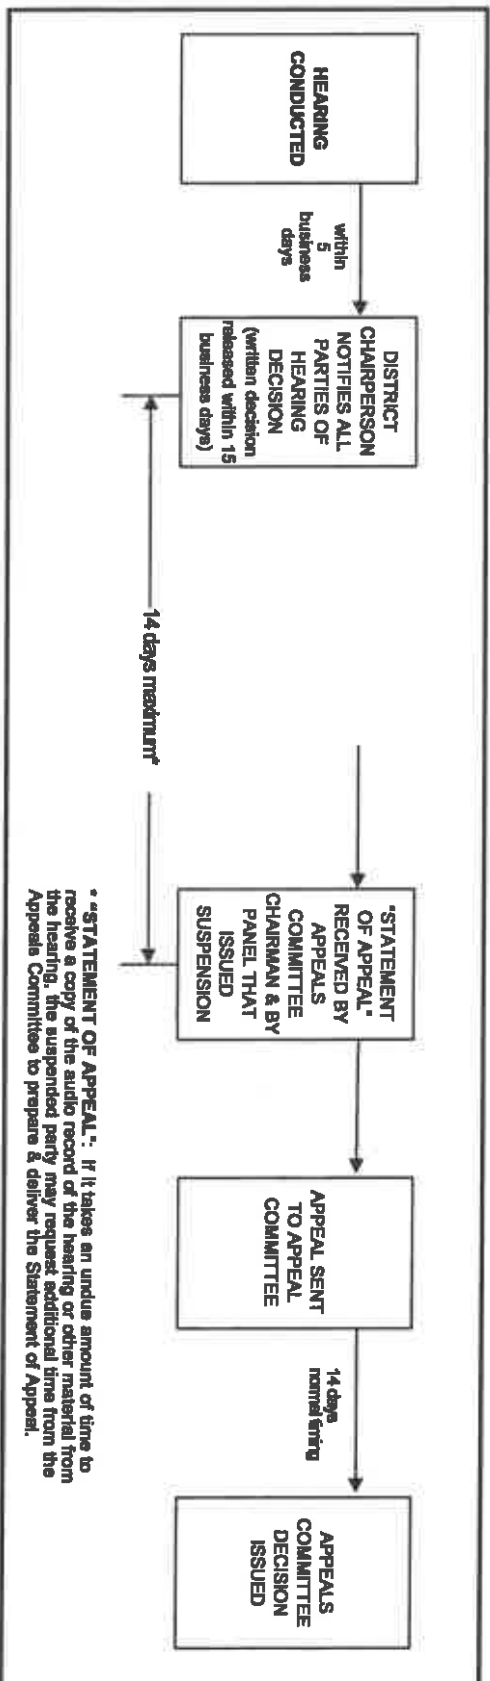 HEARING
CONDUCTED
within
5
business
days
DISTRICT
CHAIRPERSON
NOTIFIES ALL
PARTIES OF
HEARING
DECISION
(written decision
released within 15
business days)
14 days maximum*
"STATEMENT
OF APPEAL"
RECEIVED BY
APPEALS
COMMITTEE
CHAIRMAN & BY
PANEL THAT
ISSUED
SUSPENSION
APPEAL SENT
TO APPEAL
COMMITTEE
14 days
normal timing
APPEALS
COMMITTEE
DECISION
ISSUED
* "STATEMENT OF APPEAL": If it takes an undue amount of time to
receive a copy of the audio record of the hearing or other material from
the hearing, the suspended party may request additional time from the
Appeals Committee to prepare & deliver the Statement of Appeal.